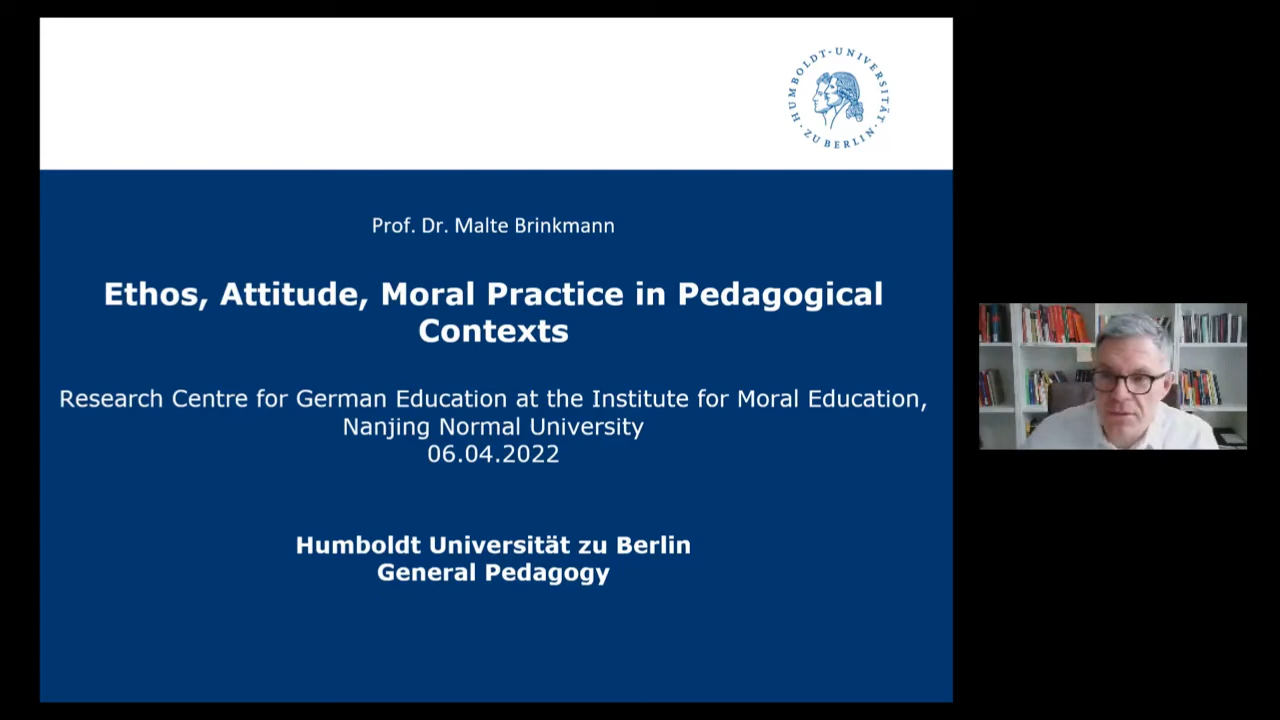 HUMBOLDT-UNIVERSITÄT · ZU BERLIN ·
Prof. Dr. Malte Brinkmann
Ethos, Attitude, Moral Practice in Pedagogical
Contexts
Research Centre for German Education at the Institute for Moral Education,
Nanjing Normal University
06.04.2022
Humboldt Universität zu Berlin
General Pedagogy